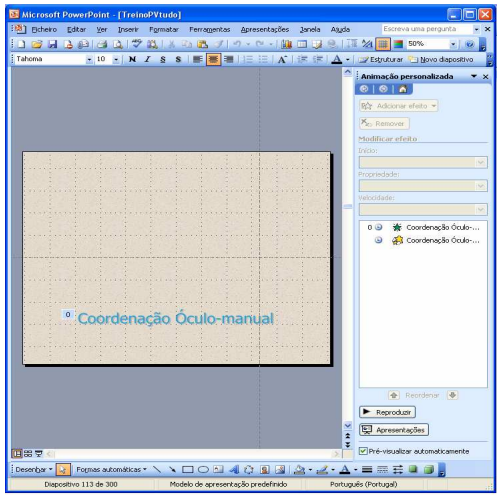 Microsoft PowerPoint - [TreinoPVtudo]
Ficheiro Editar Ver Inserir Formatar Ferramentas Apresentações Janela Ajuda Escreva uma pergunta
50%
Tahoma 10 N I S S A A Estruturar Novo diapositivo
Animação personalizada
Adicionar efeito
Remover
Modificar efeito
Início:
Propriedade:
Velocidade:
0 Coordenação Óculo-...
Coordenação Óculo-...
0 Coordenação Óculo-manual
Reordenar
Reproduzir
Apresentações
Pré-visualizar automaticamente
Desenhar Formas automáticas A
Diapositivo 113 de 300 Modelo de apresentação predefinido Português (Portugal)